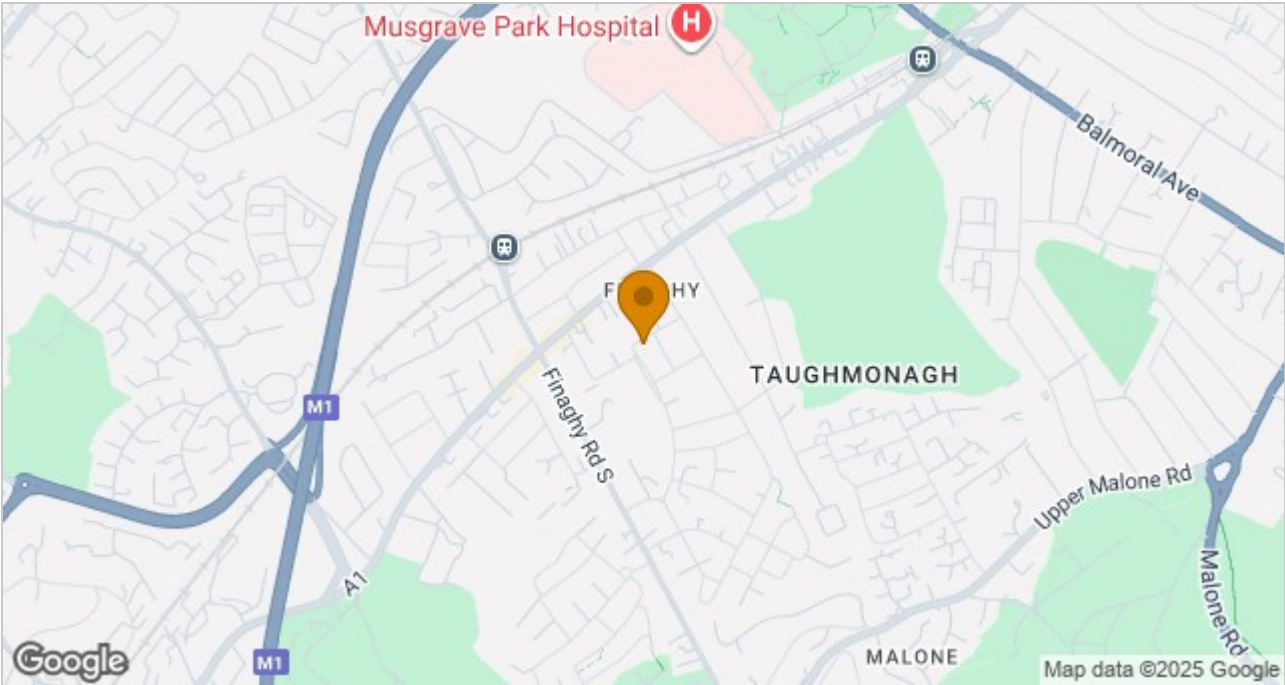 Musgrave Park Hospital
H
Balmoral Ave
F
HY
TAUGHMONAGH
M1
Finaghy Rd S
Upper Malone Rd
A1
Malone Rd
MALONE
M1
Google
Map data ©2025 Google